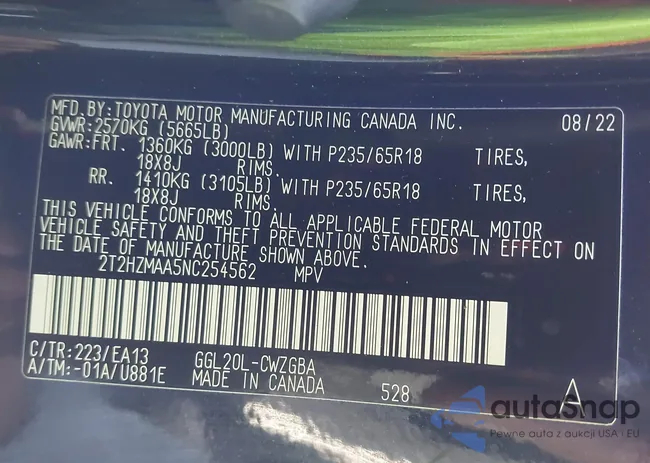 MFD.BY:TOYOTA MOTOR MANUFACTURING CANADA INC. 08/22
GVWR:2570KG (5665LB)
GAWR:FRT. 1360KG (3000LB) WITH P235/65R18 TIRES,
18X8J RIMS.
RR. 1410KG (3105LB) WITH P235/65R18 TIRES,
18X8J RIMS.
THIS VEHICLE CONFORMS TO ALL APPLICABLE FEDERAL MOTOR
VEHICLE SAFETY AND THEFT PREVENTION STANDARDS IN EFFECT ON
THE DATE OF MANUFACTURE SHOWN ABOVE.
2T2HZMAA5NC254562 MPV
C/TR:223/EA13 GGL20L-CWZGBA
A/TM:-01A/U881E MADE IN CANADA 528 A
autoSnap
Pewne auto z aukcji USA i EU